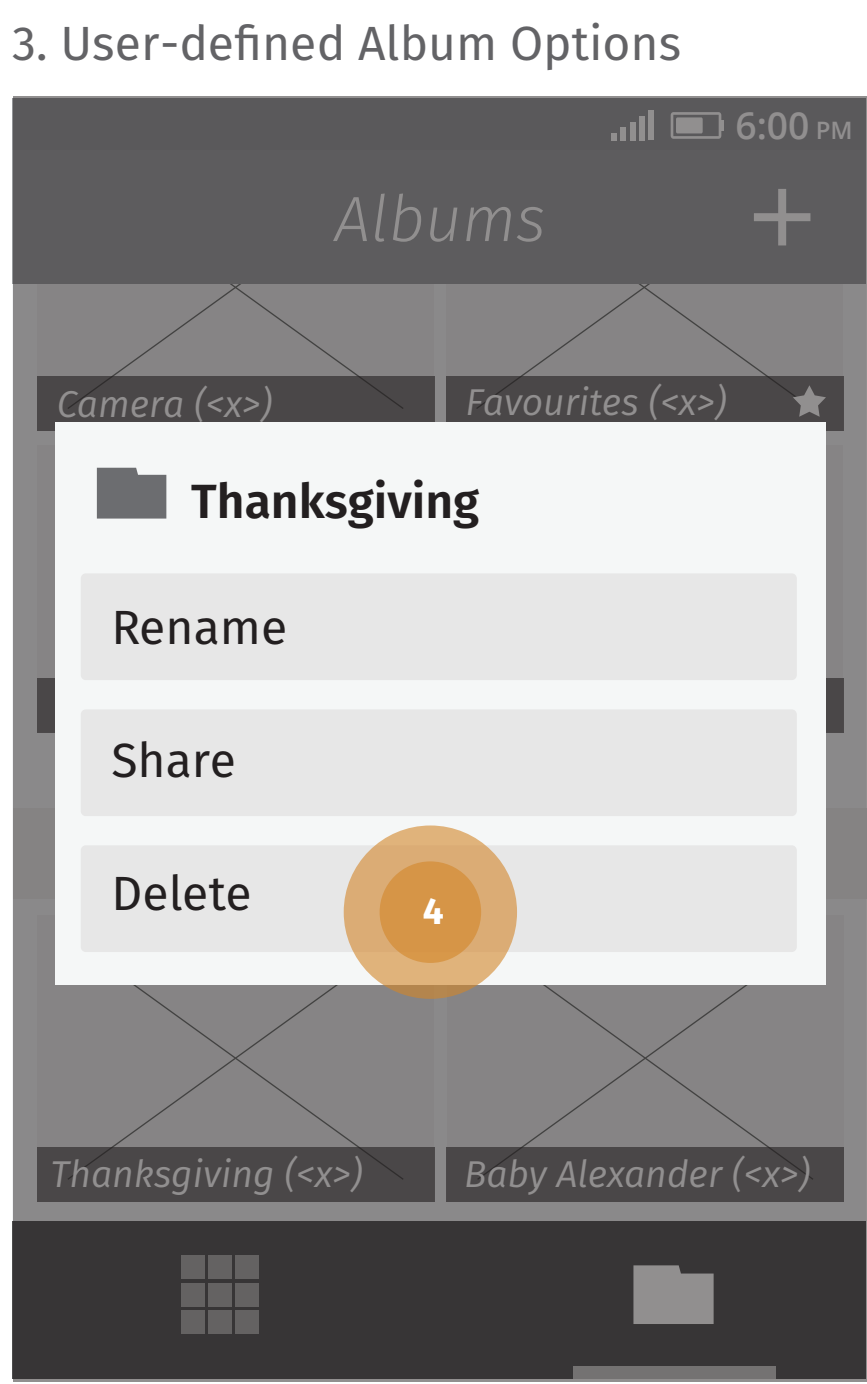 3. User-defined Album Options
6:00 PM
Albums
Camera (<x>)
Favourites (<x>)
Thanksgiving
Rename
Share
Delete
4
Thanksgiving (<x>)
Baby Alexander (<x>)